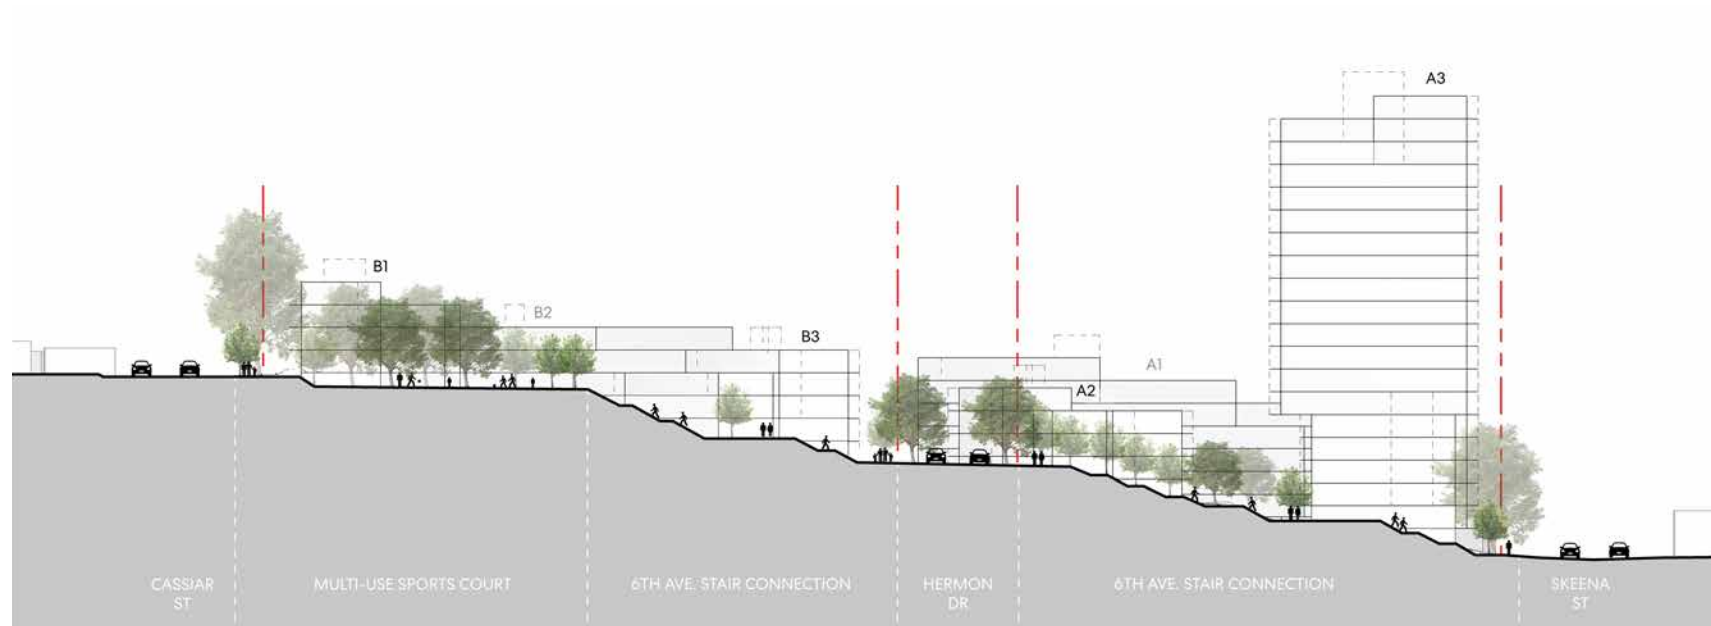 A3
B1
B2
B3
A1
A2
CASSIAR
ST
MULTI-USE SPORTS COURT
6TH AVE. STAIR CONNECTION
HERMON
DR
6TH AVE. STAIR CONNECTION
SKEENA
ST